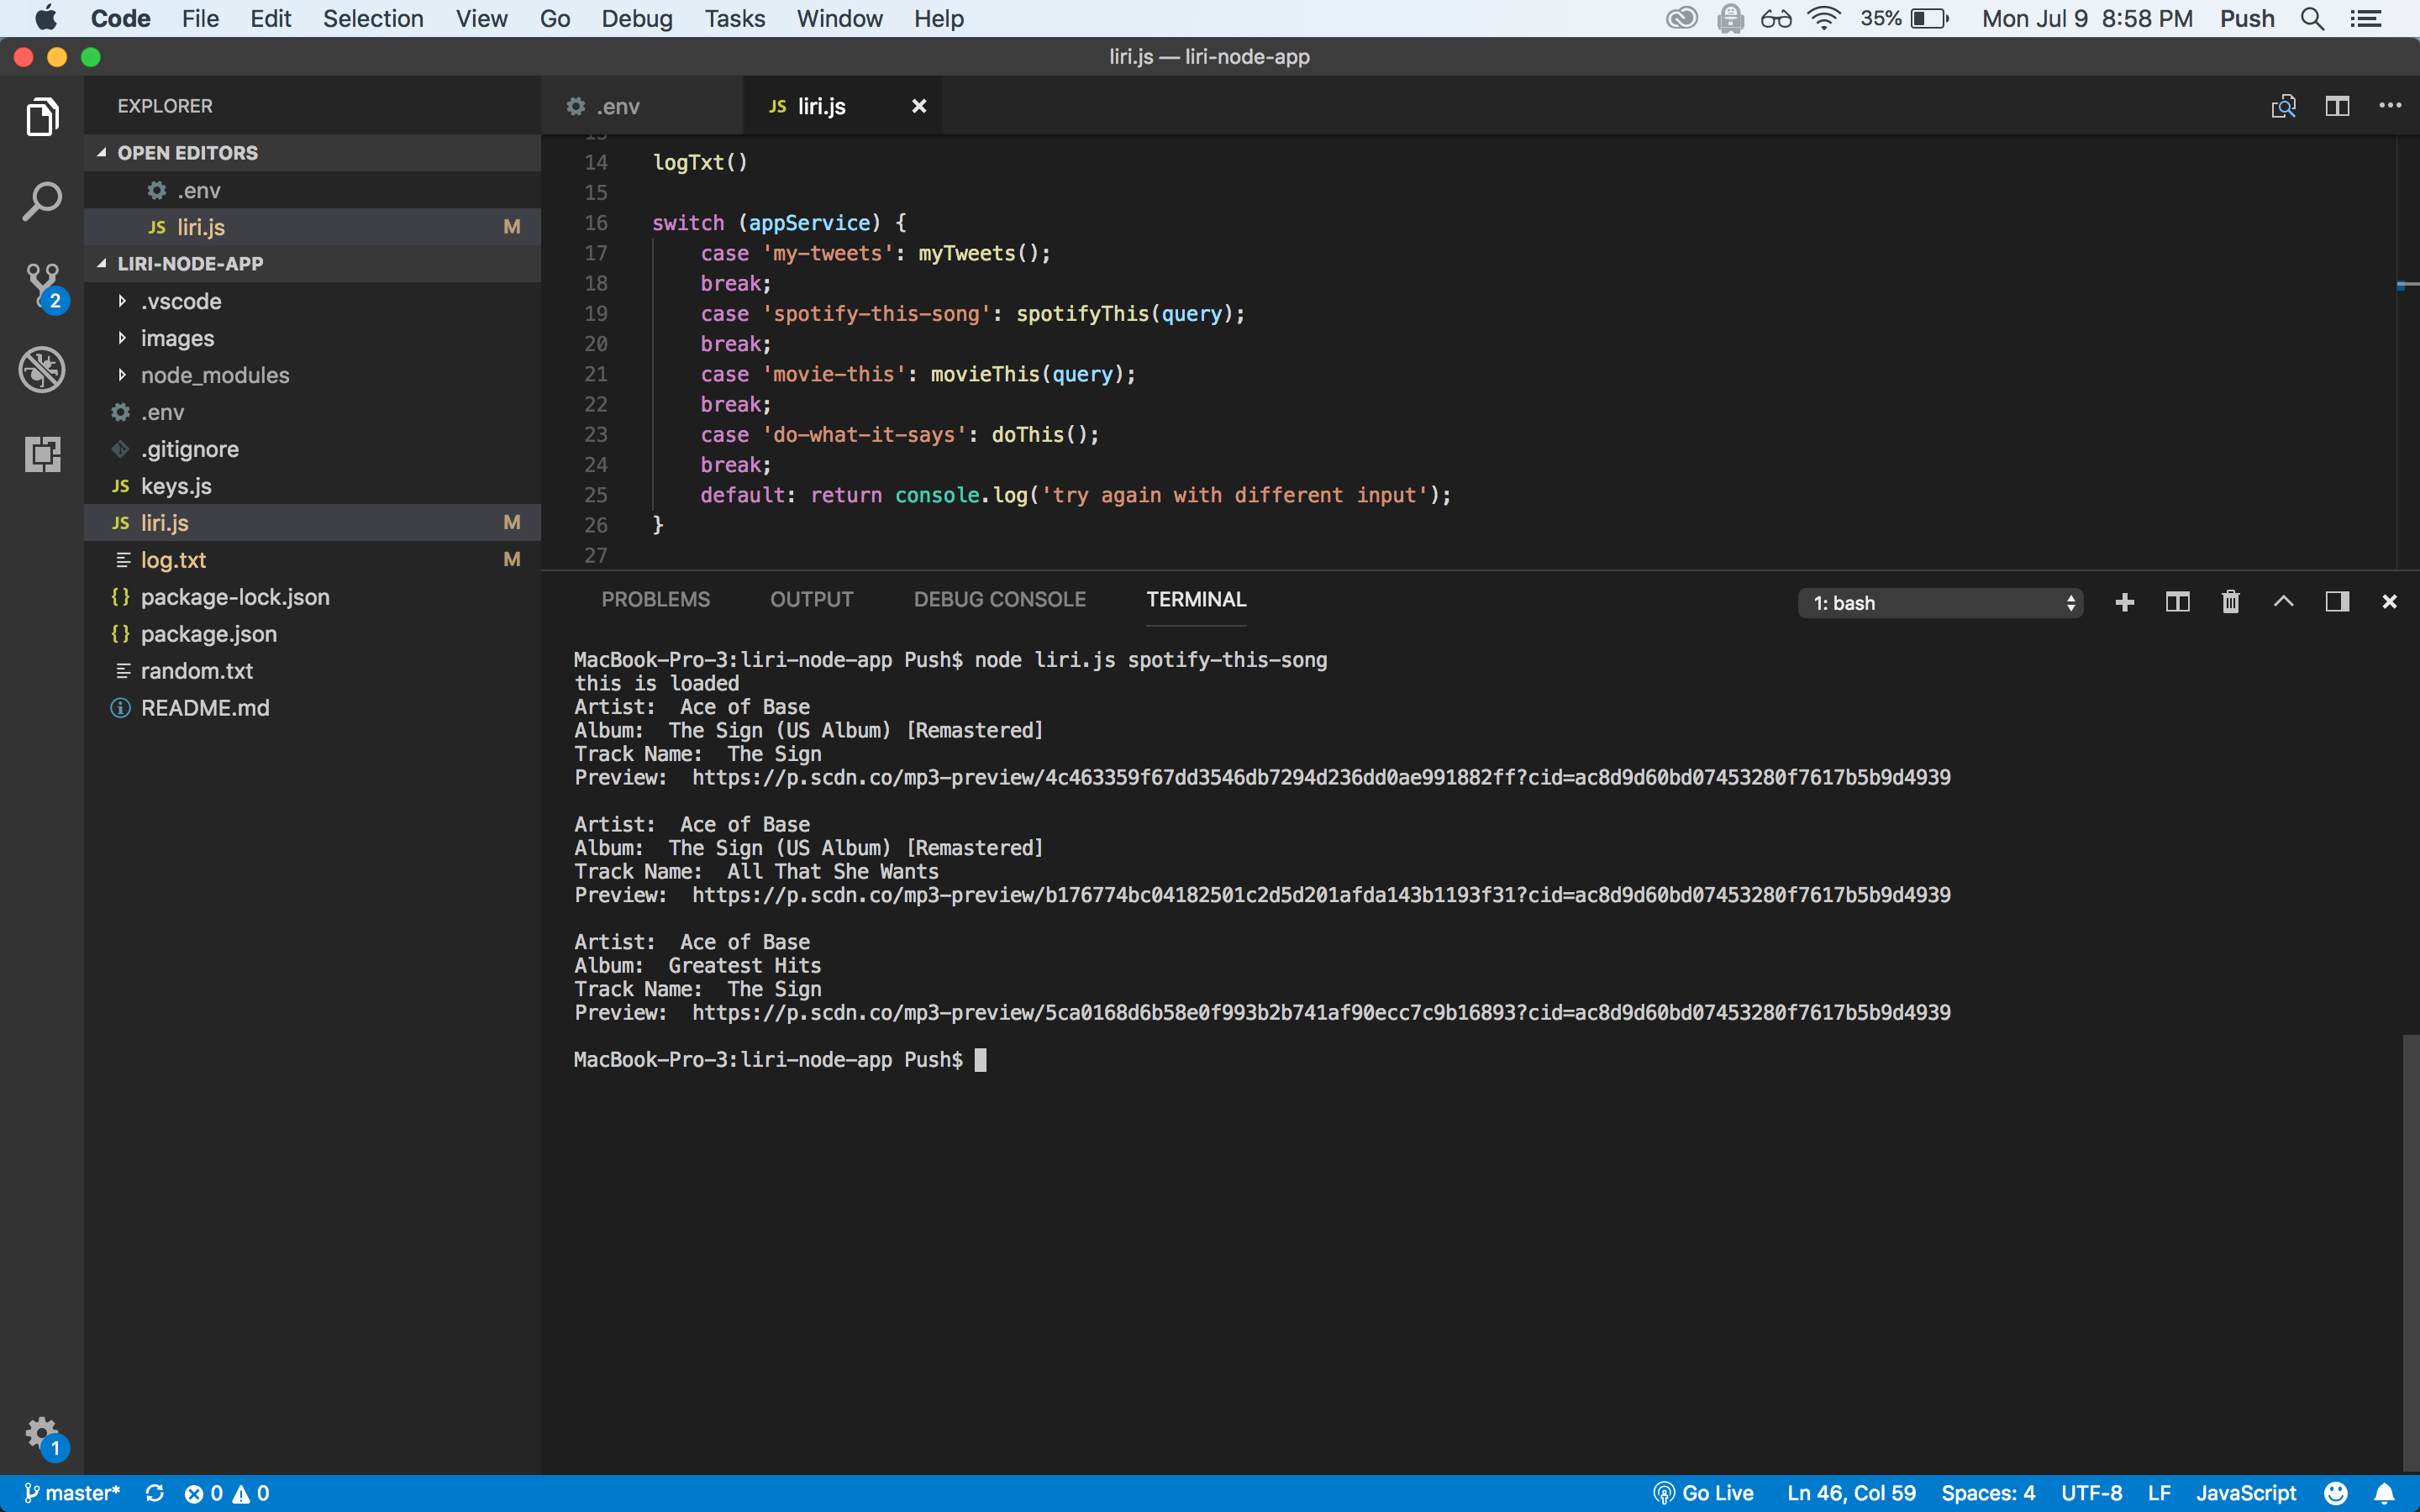 Code File Edit Selection View Go Debug Tasks Window Help 35% Mon Jul 9 8:58 PM Push
liri.js — liri-node-app
EXPLORER
OPEN EDITORS
.env
JS liri.js M
LIRI-NODE-APP
2
.vscode
images
node_modules
.env
.gitignore
JS keys.js
JS liri.js M
log.txt M
{} package-lock.json
{} package.json
random.txt
README.md
1
.env JS liri.js
13
14 logTxt()
15
16 switch (appService) {
17 case 'my-tweets': myTweets();
18 break;
19 case 'spotify-this-song': spotifyThis(query);
20 break;
21 case 'movie-this': movieThis(query);
22 break;
23 case 'do-what-it-says': doThis();
24 break;
25 default: return console.log('try again with different input');
26 }
27
PROBLEMS OUTPUT DEBUG CONSOLE TERMINAL 1: bash
MacBook-Pro-3:liri-node-app Push$ node liri.js spotify-this-song
this is loaded
Artist:  Ace of Base
Album:  The Sign (US Album) [Remastered]
Track Name:  The Sign
Preview:  https://p.scdn.co/mp3-preview/4c463359f67dd3546db7294d236dd0ae991882ff?cid=ac8d9d60bd07453280f7617b5b9d4939
Artist:  Ace of Base
Album:  The Sign (US Album) [Remastered]
Track Name:  All That She Wants
Preview:  https://p.scdn.co/mp3-preview/b176774bc04182501c2d5d201afda143b1193f31?cid=ac8d9d60bd07453280f7617b5b9d4939
Artist:  Ace of Base
Album:  Greatest Hits
Track Name:  The Sign
Preview:  https://p.scdn.co/mp3-preview/5ca0168d6b58e0f993b2b741af90ecc7c9b16893?cid=ac8d9d60bd07453280f7617b5b9d4939
MacBook-Pro-3:liri-node-app Push$
master* 0 0 Go Live Ln 46, Col 59 Spaces: 4 UTF-8 LF JavaScript